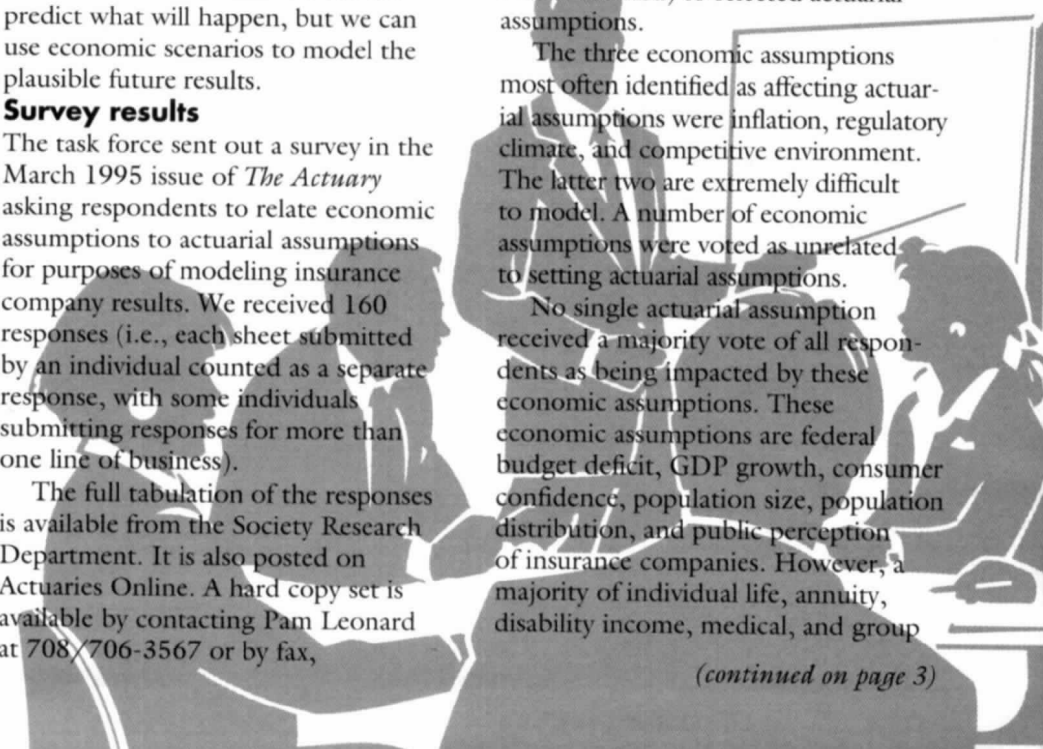 predict what will happen, but we can
use economic scenarios to model the
plausible future results.
Survey results
The task force sent out a survey in the
March 1995 issue of The Actuary
asking respondents to relate economic
assumptions to actuarial assumptions
for purposes of modeling insurance
company results. We received 160
responses (i.e., each sheet submitted
by an individual counted as a separate
response, with some individuals
submitting responses for more than
one line of business).
The full tabulation of the responses
is available from the Society Research
Department. It is also posted on
Actuaries Online. A hard copy set is
available by contacting Pam Leonard
at 708/706-3567 or by fax,
assumptions.
The three economic assumptions
most often identified as affecting actuar-
ial assumptions were inflation, regulatory
climate, and competitive environment.
The latter two are extremely difficult
to model. A number of economic
assumptions were voted as unrelated
to setting actuarial assumptions.
No single actuarial assumption
received a majority vote of all respon-
dents as being impacted by these
economic assumptions. These
economic assumptions are federal
budget deficit, GDP growth, consumer
confidence, population size, population
distribution, and public perception
of insurance companies. However, a
majority of individual life, annuity,
disability income, medical, and group
(continued on page 3)